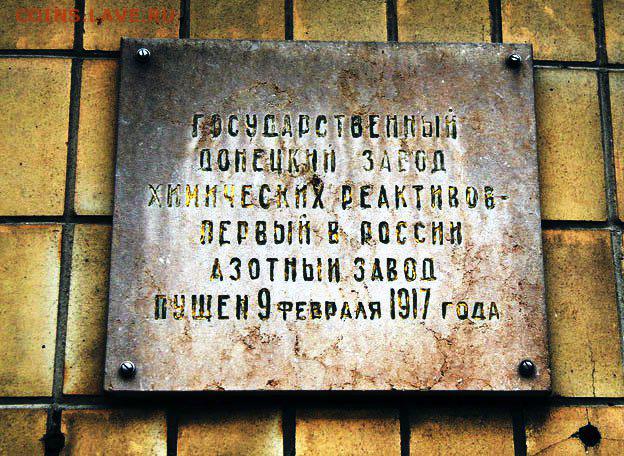 COINS.LAVE.RU
ГОСУДАРСТВЕННЫЙ
ДОНЕЦКИЙ ЗАВОД
ХИМИЧЕСКИХ РЕАКТИВОВ-
ПЕРВЫЙ В РОССИИ
АЗОТНЫЙ ЗАВОД
ПУЩЕН 9 ФЕВРАЛЯ 1917 ГОДА